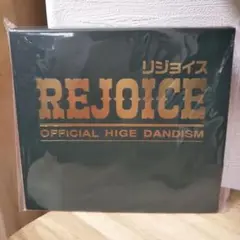 リジョイス
REJOICE
OFFICIAL HIGE DANDISM